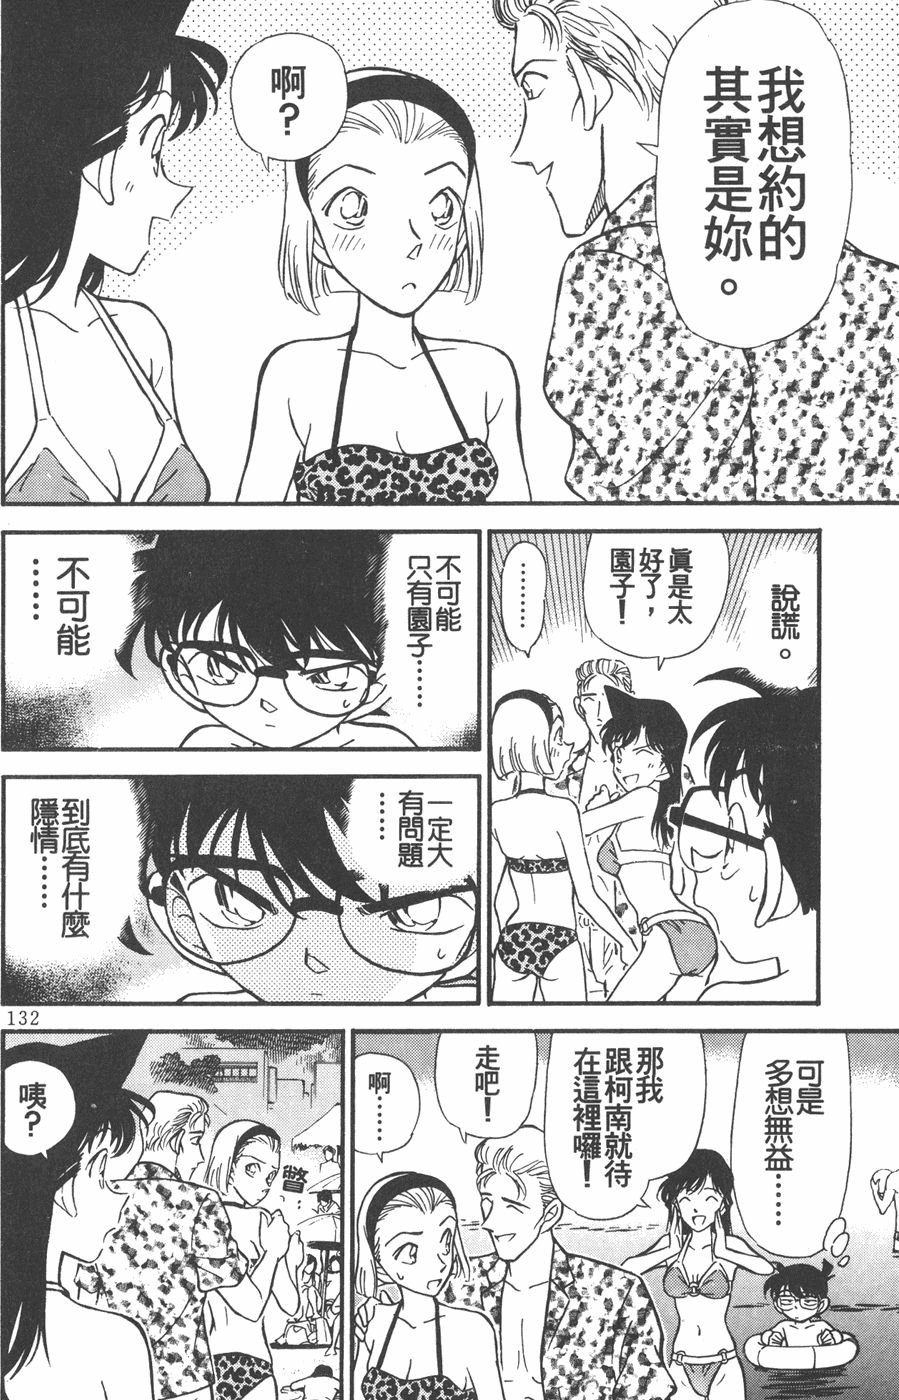 我想約的
其實是妳。
啊？
說謊。
眞是太
好了，
園子！
……
不可能
只有園子……
不可能
……
一定大
有問題
……
到底有什麼
隱情……
132
可是
多想無益……
那我
跟柯南就待
在這裡囉！
走吧！
啊……
瞥
咦？